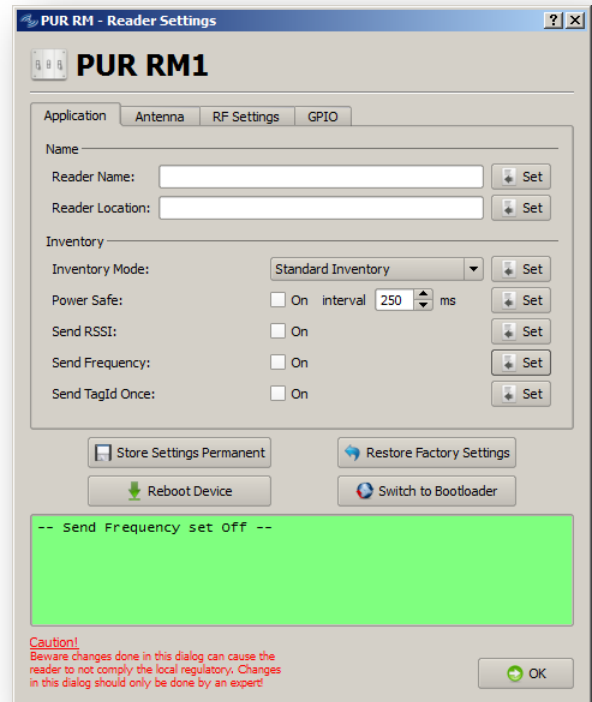 PUR RM - Reader Settings
PUR RM1
Application Antenna RF Settings GPIO
Name
Reader Name: Set
Reader Location: Set
Inventory
Inventory Mode: Standard Inventory Set
Power Safe: On interval 250 ms Set
Send RSSI: On Set
Send Frequency: On Set
Send TagId Once: On Set
Store Settings Permanent Restore Factory Settings
Reboot Device Switch to Bootloader
-- Send Frequency set Off --
Caution!
Beware changes done in this dialog can cause the
reader to not comply the local regulatory. Changes
in this dialog should only be done by an expert!
OK